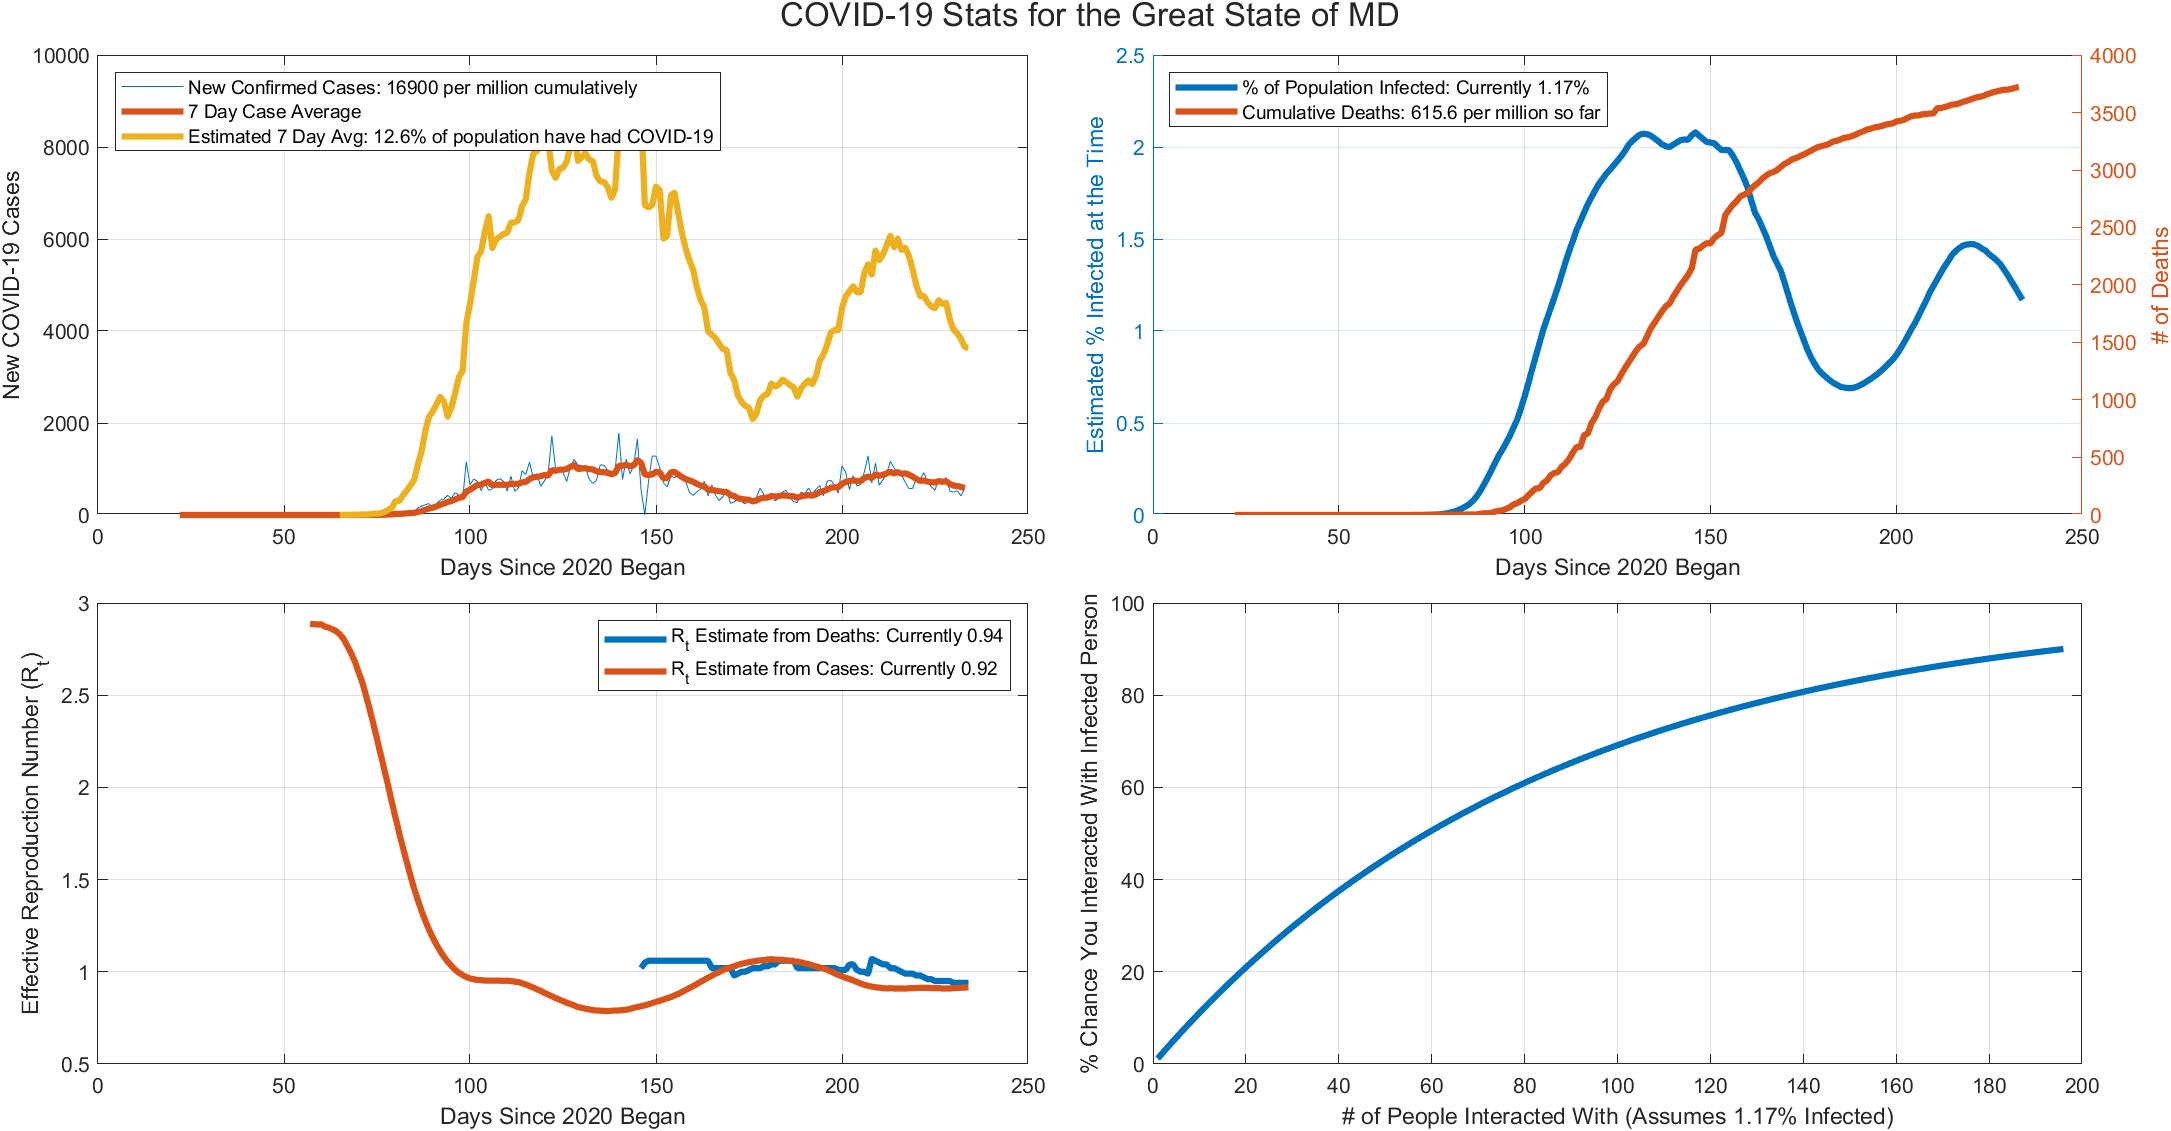 COVID-19 Stats for the Great State of MD
New COVID-19 Cases
10000
8000
6000
4000
2000
0
New Confirmed Cases: 16900 per million cumulatively
7 Day Case Average
Estimated 7 Day Avg: 12.6% of population have had COVID-19
0 50 100 150 200 250
Days Since 2020 Began
Estimated % Infected at the Time
2.5
2
1.5
1
0.5
0
% of Population Infected: Currently 1.17%
Cumulative Deaths: 615.6 per million so far
4000
3500
3000
2500
2000
1500
1000
500
0
# of Deaths
0 50 100 150 200 250
Days Since 2020 Began
Effective Reproduction Number (Rt)
3
2.5
2
1.5
1
0.5
Rt Estimate from Deaths: Currently 0.94
Rt Estimate from Cases: Currently 0.92
0 50 100 150 200 250
Days Since 2020 Began
% Chance You Interacted With Infected Person
100
80
60
40
20
0
0 20 40 60 80 100 120 140 160 180 200
# of People Interacted With (Assumes 1.17% Infected)